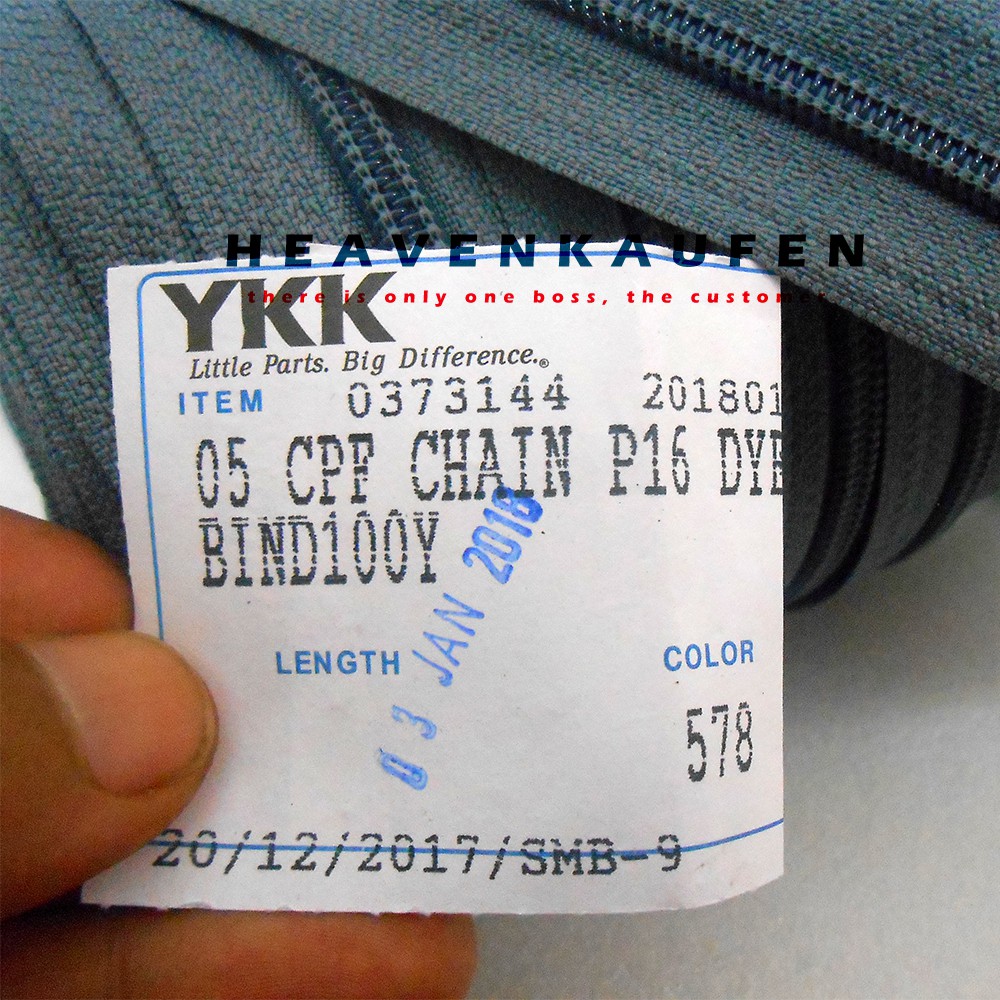 HEAVENKAUFEN
there is only one boss, the customer.
YKK
Little Parts. Big Difference.®
ITEM 0373144 201801
05 CPF CHAIN P16 DYE
BIND100Y
03 JAN 2018
LENGTH COLOR
578
20/12/2017/SMB-9